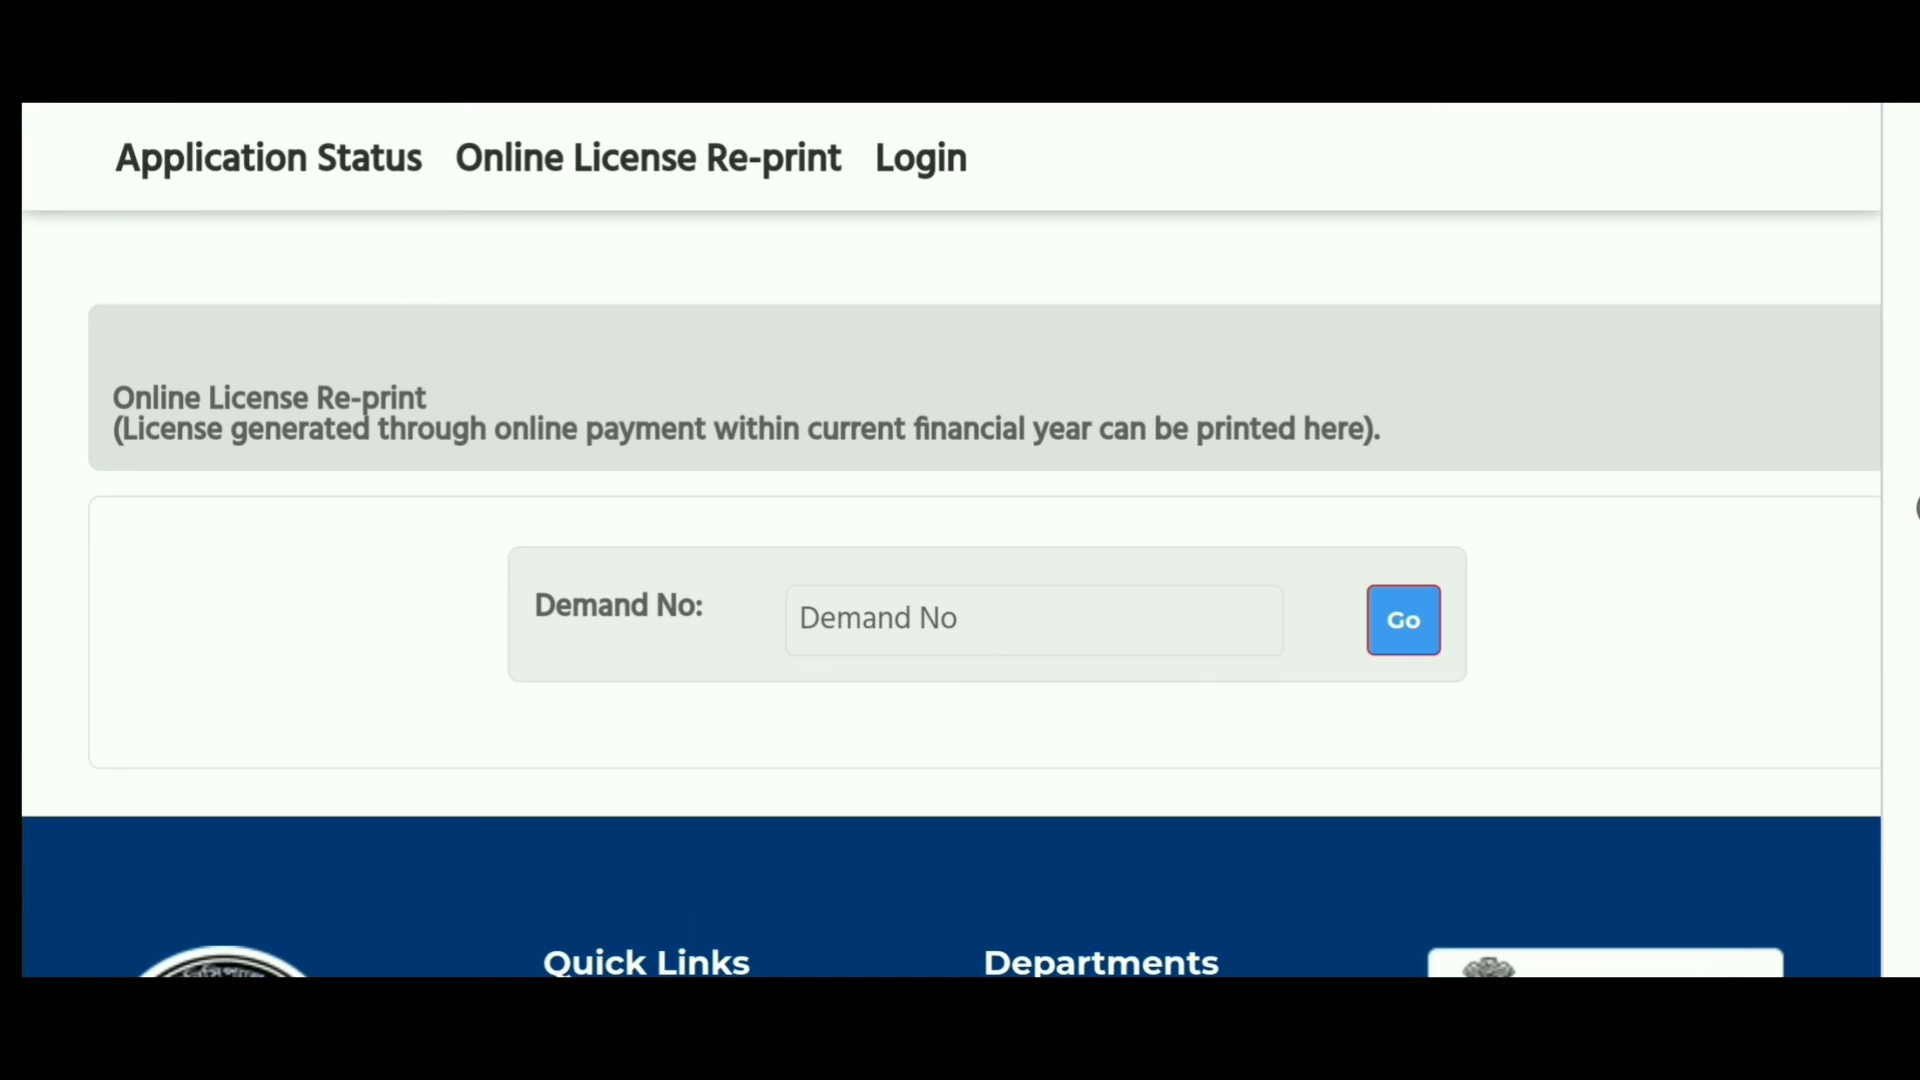 Application Status Online License Re-print Login
Online License Re-print
(License generated through online payment within current financial year can be printed here).
Demand No: Demand No Go
Quick Links Departments